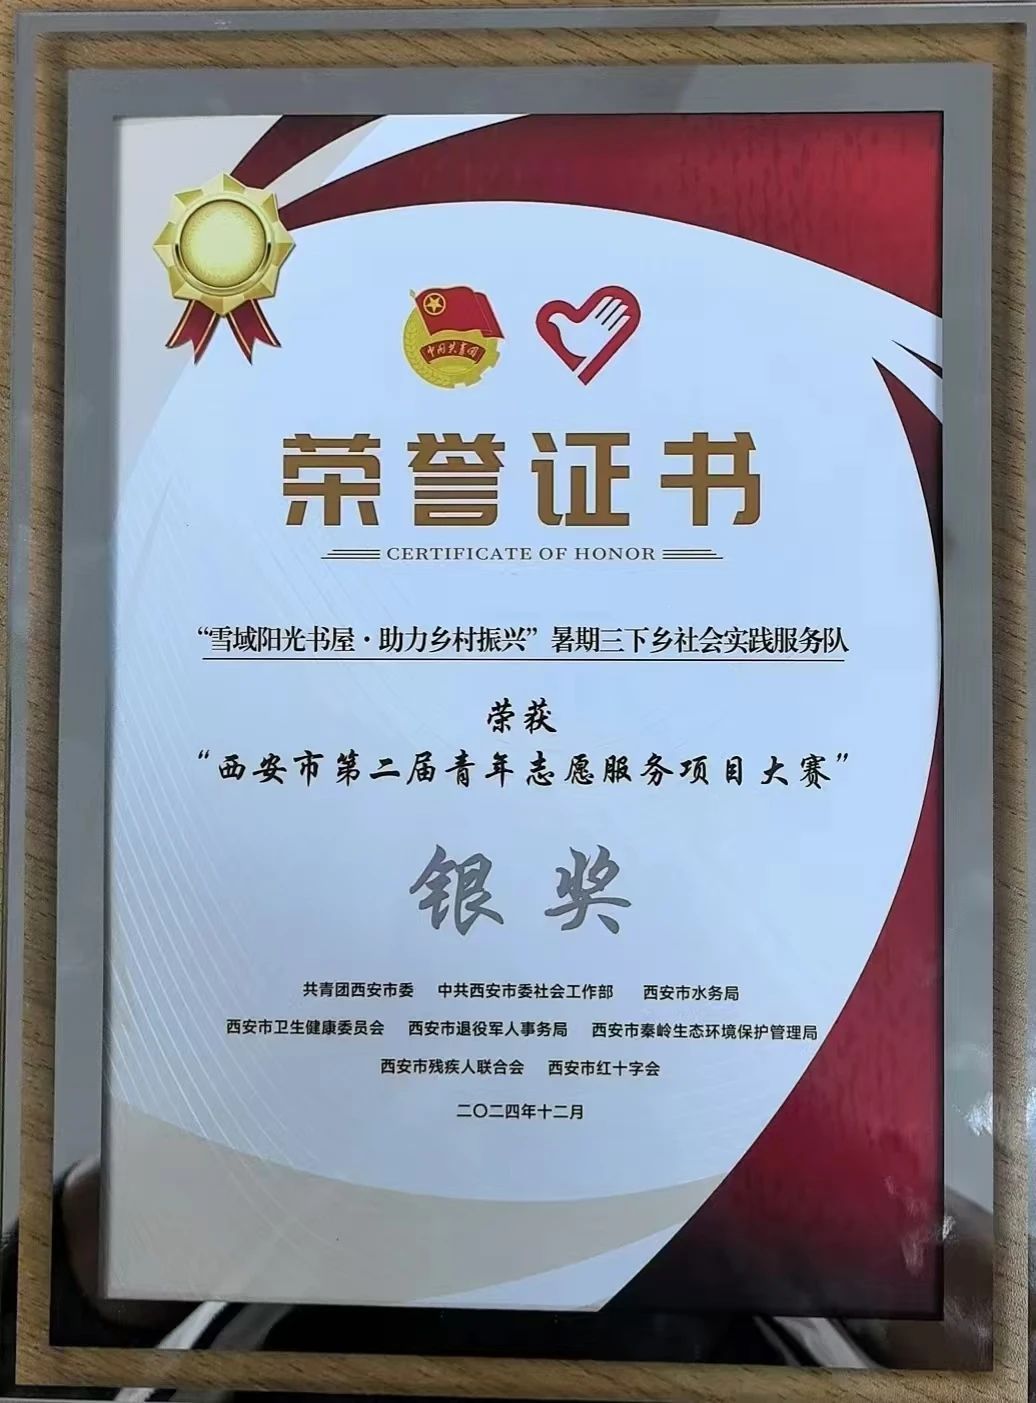 中国共青团
荣誉证书
CERTIFICATE OF HONOR
“雪域阳光书屋·助力乡村振兴”暑期三下乡社会实践服务队
荣获
“西安市第二届青年志愿服务项目大赛”
银奖
共青团西安市委 中共西安市委社会工作部 西安市水务局
西安市卫生健康委员会 西安市退役军人事务局 西安市秦岭生态环境保护管理局
西安市残疾人联合会 西安市红十字会
二〇二四年十二月